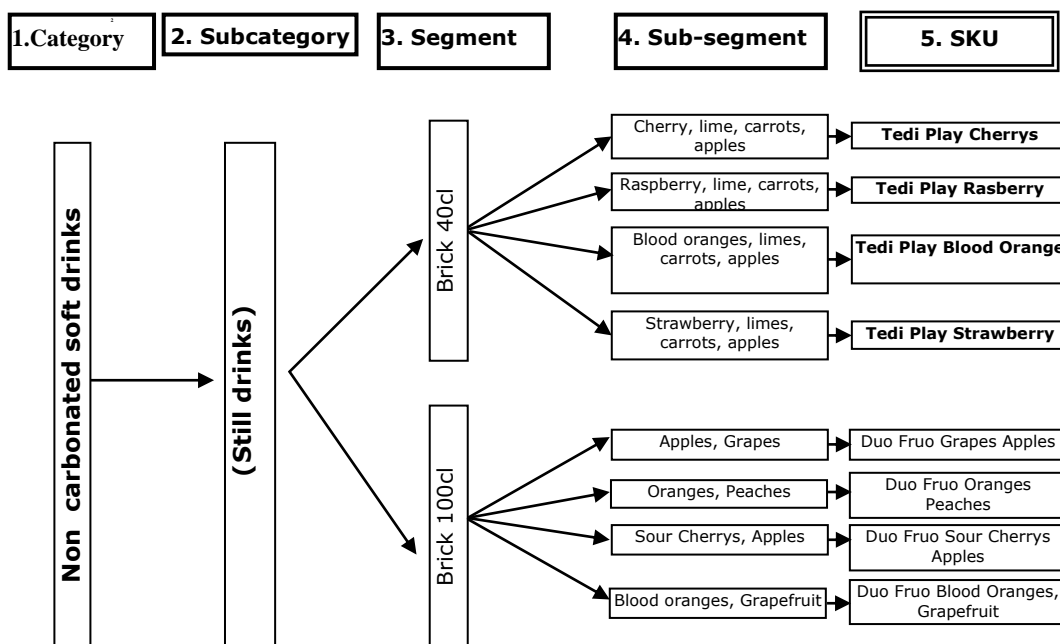 2
1.Category
2. Subcategory
3. Segment
4. Sub-segment
5. SKU
Non carbonated soft drinks
(Still drinks)
Brick 40cl
Cherry, lime, carrots,
apples
Tedi Play Cherrys
Raspberry, lime, carrots,
apples
Tedi Play Rasberry
Blood oranges, limes,
carrots, apples
Tedi Play Blood Orange
Strawberry, limes,
carrots, apples
Tedi Play Strawberry
Brick 100cl
Apples, Grapes
Duo Fruo Grapes Apples
Oranges, Peaches
Duo Fruo Oranges
Peaches
Sour Cherrys, Apples
Duo Fruo Sour Cherrys
Apples
Blood oranges, Grapefruit
Duo Fruo Blood Oranges,
Grapefruit